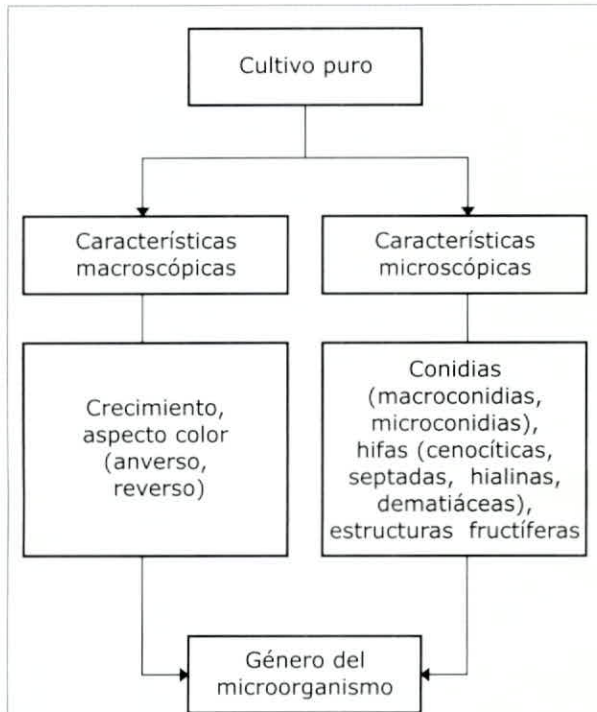 Cultivo puro
Características
macroscópicas
Características
microscópicas
Crecimiento,
aspecto color
(anverso,
reverso)
Conidias
(macroconidias,
microconidias),
hifas (cenocíticas,
septadas, hialinas,
dematiáceas),
estructuras fructíferas
Género del
microorganismo